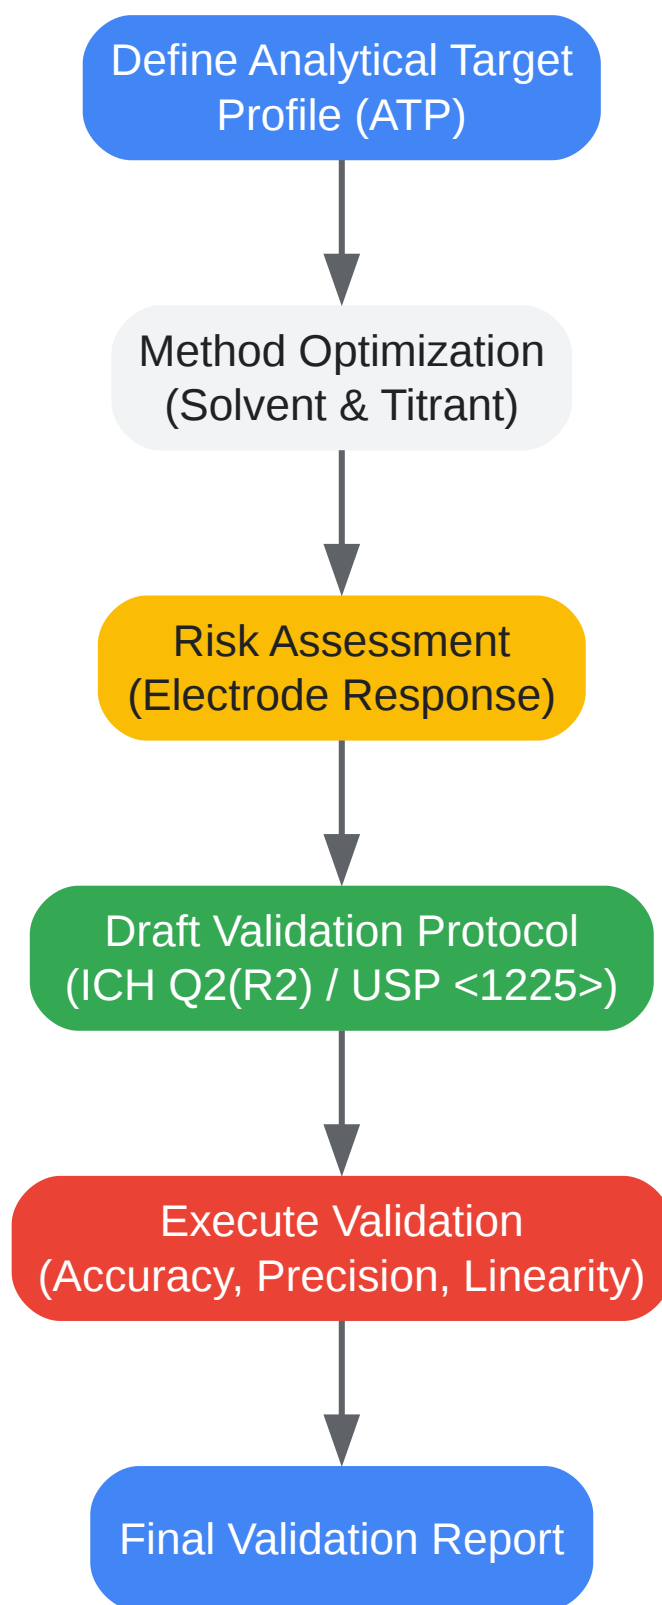 Define Analytical Target
Profile (ATP)
Method Optimization
(Solvent & Titrant)
Risk Assessment
(Electrode Response)
Draft Validation Protocol
(ICH Q2(R2) / USP <1225>)
Execute Validation
(Accuracy, Precision, Linearity)
Final Validation Report